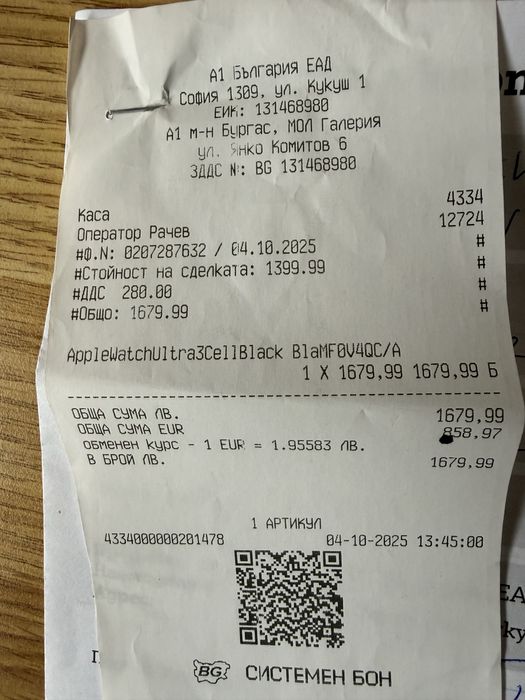 А1 България ЕАД
София 1309, ул. Кукуш 1
ЕИК: 131468980
А1 м-н Бургас, МОЛ Галерия
ул. Янко Комитов 6
ЗДДС №: BG 131468980
4334
Каса 12724
Оператор Рачев #
#Ф.N: 0207287632 / 04.10.2025 #
#Стойност на сделката: 1399.99 #
#ДДС 280.00 #
#Общо: 1679.99
AppleWatchUltra3CellBlack BlaMF0V4QC/A
1 X 1679,99 1679,99 Б
ОБЩА СУМА ЛВ. 1679,99
ОБЩА СУМА EUR 858,97
обменен курс - 1 EUR = 1.95583 ЛВ.
В БРОЙ ЛВ. 1679,99
1 АРТИКУЛ
4334000000201478 04-10-2025 13:45:00
BG СИСТЕМЕН БОН